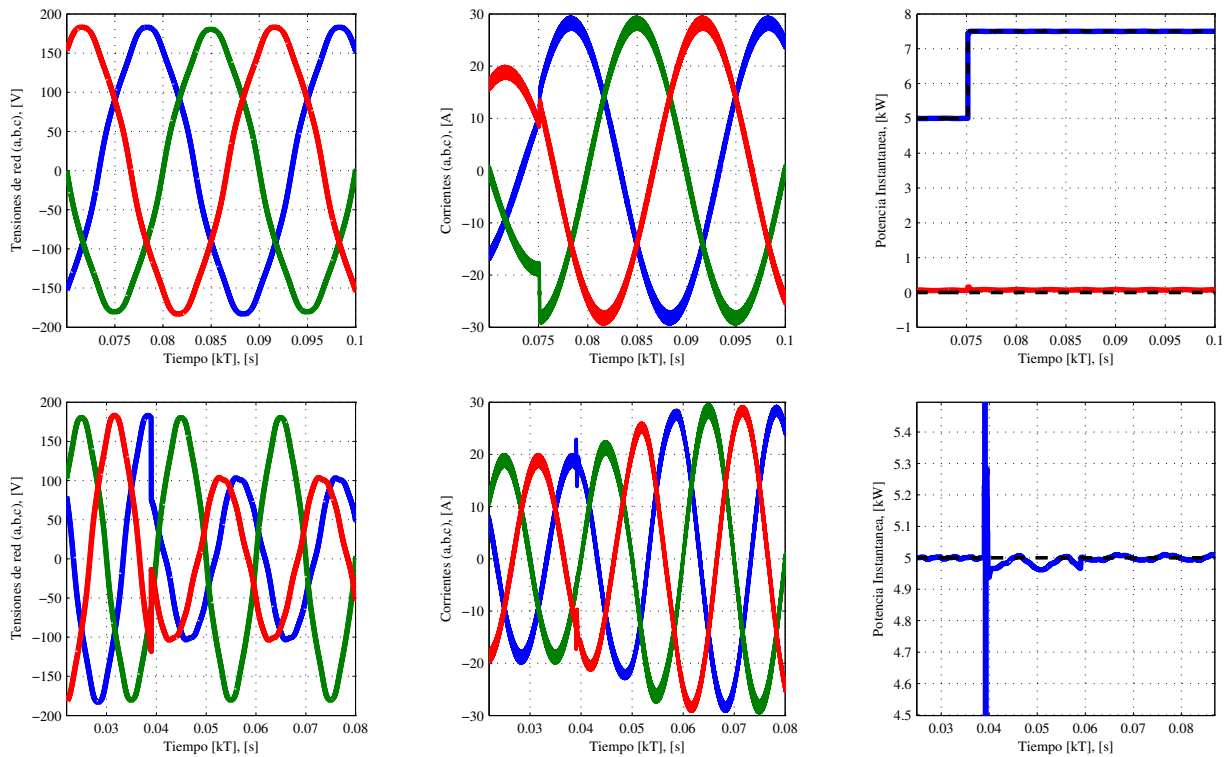 200
150
100
50
0
−50
−100
−150
−200
Tensiones de red (a,b,c), [V]
0.075 0.08 0.085 0.09 0.095 0.1
Tiempo [kT], [s]
30
20
10
0
−10
−20
−30
Corrientes (a,b,c), [A]
0.075 0.08 0.085 0.09 0.095 0.1
Tiempo [kT], [s]
8
7
6
5
4
3
2
1
0
−1
Potencia Instantanea, [kW]
0.075 0.08 0.085 0.09 0.095 0.1
Tiempo [kT], [s]
200
150
100
50
0
−50
−100
−150
−200
Tensiones de red (a,b,c), [V]
0.03 0.04 0.05 0.06 0.07 0.08
Tiempo [kT], [s]
30
20
10
0
−10
−20
−30
Corrientes (a,b,c), [A]
0.03 0.04 0.05 0.06 0.07 0.08
Tiempo [kT], [s]
5.4
5.3
5.2
5.1
5
4.9
4.8
4.7
4.6
4.5
Potencia Instantanea, [kW]
0.03 0.04 0.05 0.06 0.07 0.08
Tiempo [kT], [s]